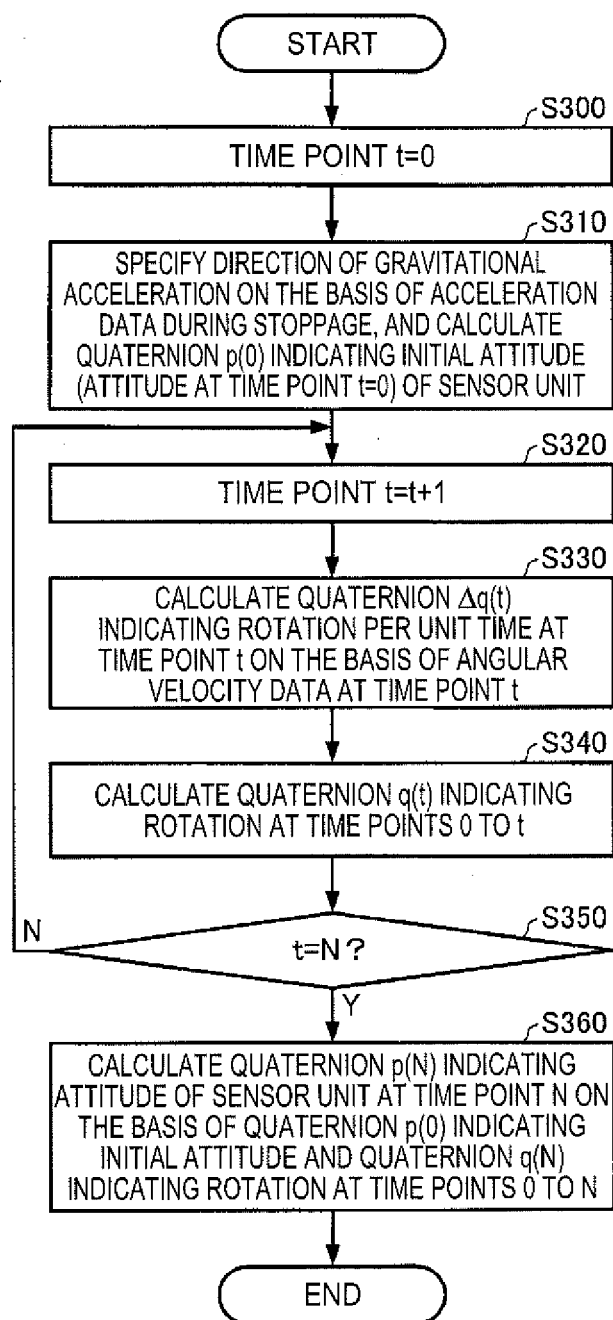 START
S300
TIME POINT t=0
S310
SPECIFY DIRECTION OF GRAVITATIONAL
ACCELERATION ON THE BASIS OF ACCELERATION
DATA DURING STOPPAGE, AND CALCULATE
QUATERNION p(0) INDICATING INITIAL ATTITUDE
(ATTITUDE AT TIME POINT t=0) OF SENSOR UNIT
S320
TIME POINT t=t+1
S330
CALCULATE QUATERNION Δq(t)
INDICATING ROTATION PER UNIT TIME AT
TIME POINT t ON THE BASIS OF ANGULAR
VELOCITY DATA AT TIME POINT t
S340
CALCULATE QUATERNION q(t) INDICATING
ROTATION AT TIME POINTS 0 TO t
S350
N
t=N?
Y
S360
CALCULATE QUATERNION p(N) INDICATING
ATTITUDE OF SENSOR UNIT AT TIME POINT N ON
THE BASIS OF QUATERNION p(0) INDICATING
INITIAL ATTITUDE AND QUATERNION q(N)
INDICATING ROTATION AT TIME POINTS 0 TO N
END